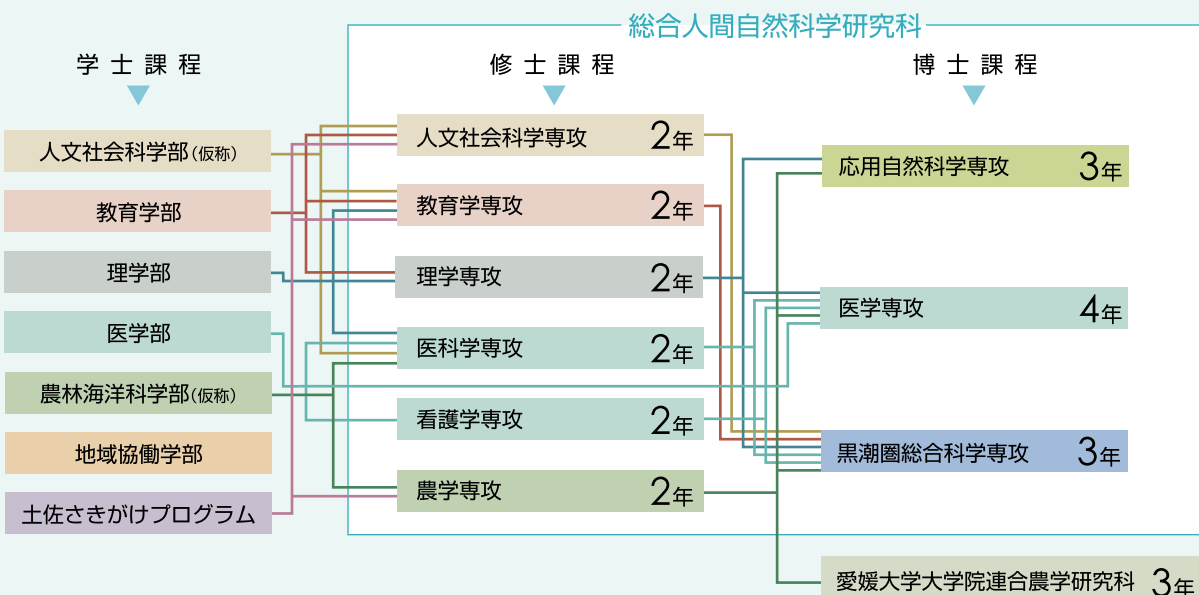 総合人間自然科学研究科
学士課程
修士課程
博士課程
人文社会科学部（仮称）
教育学部
理学部
医学部
農林海洋科学部（仮称）
地域協働学部
土佐さきがけプログラム
人文社会科学専攻 2年
教育学専攻 2年
理学専攻 2年
医科学専攻 2年
看護学専攻 2年
農学専攻 2年
応用自然科学専攻 3年
医学専攻 4年
黒潮圏総合科学専攻 3年
愛媛大学大学院連合農学研究科 3年